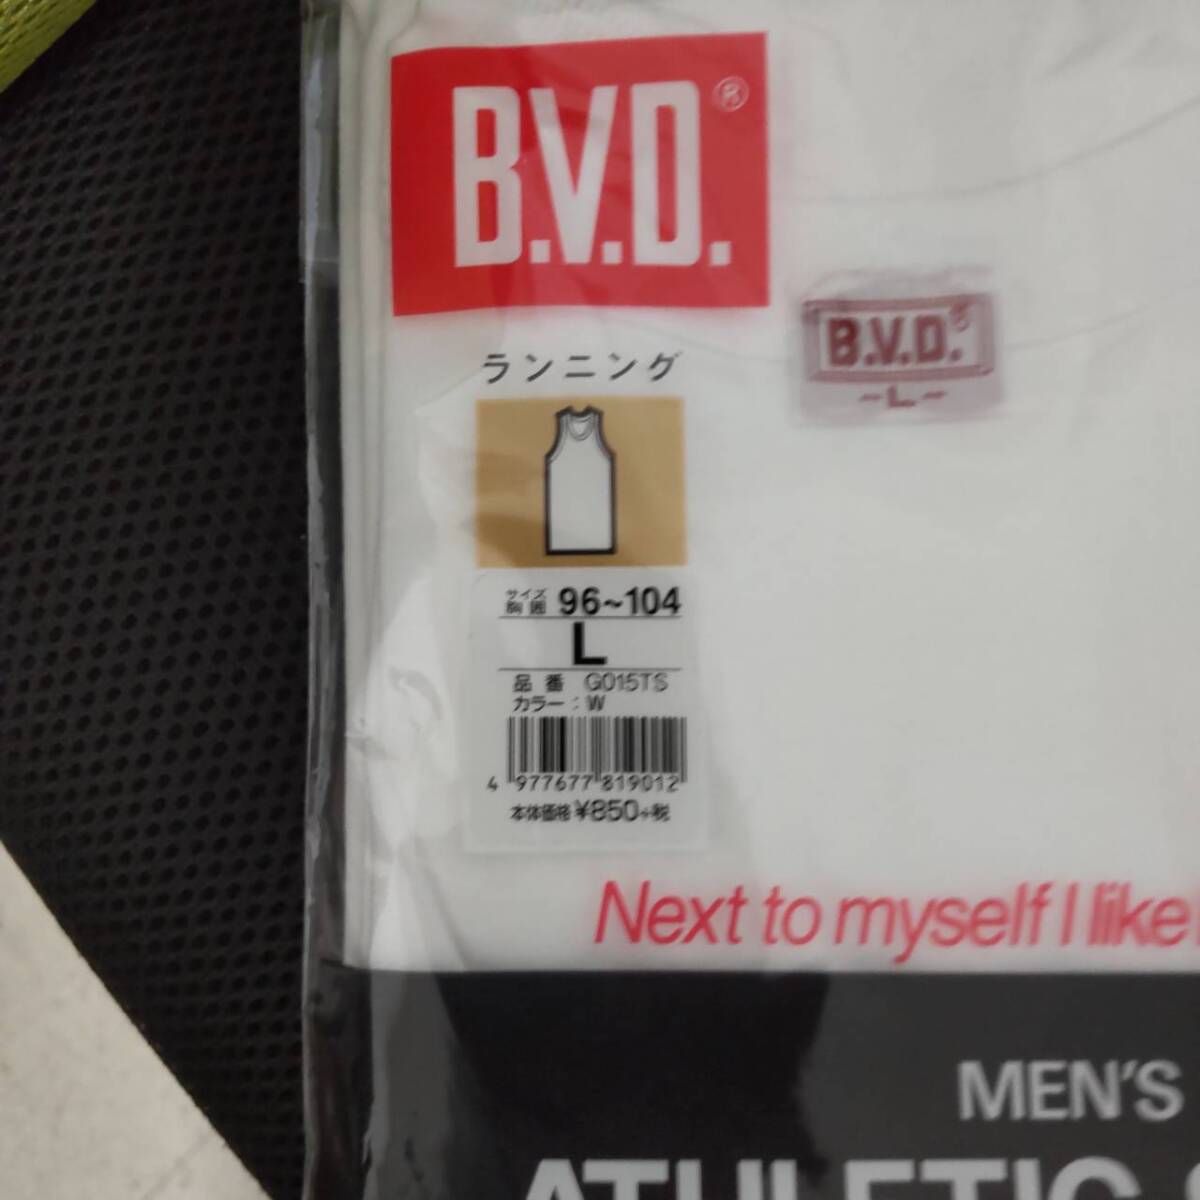 B.V.D.®
ランニング
B.V.D.®
-L-
サイズ
胸囲 96~104
L
品番 G015TS
カラー:W
4 977677 819012
本体価格¥850+税
Next to myself I like
MEN'S
ATHLETIC